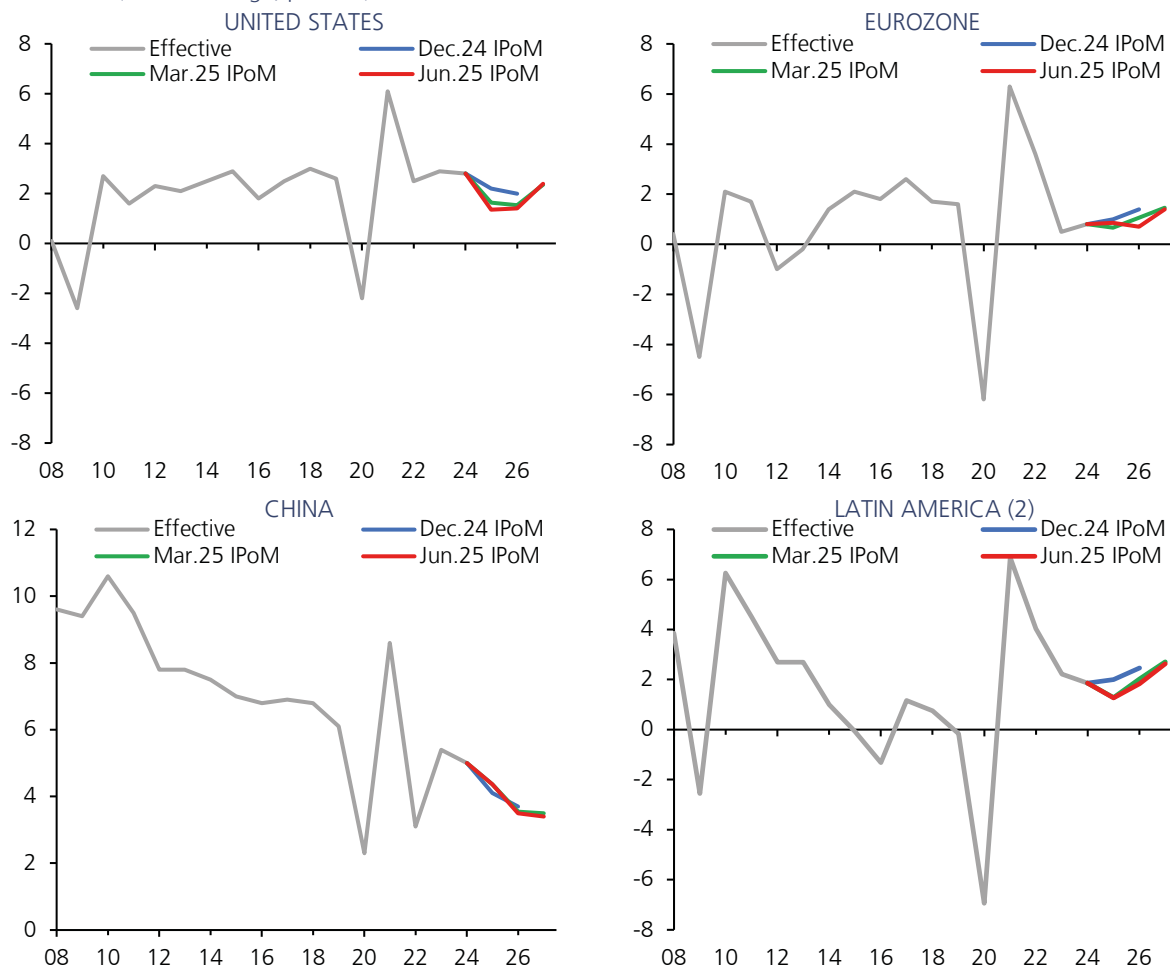 UNITED STATES
Effective
Dec.24 IPoM
Mar.25 IPoM
Jun.25 IPoM
8
6
4
2
0
-2
-4
-6
-8
08 10 12 14 16 18 20 22 24 26
EUROZONE
Effective
Dec.24 IPoM
Mar.25 IPoM
Jun.25 IPoM
8
6
4
2
0
-2
-4
-6
-8
08 10 12 14 16 18 20 22 24 26
CHINA
Effective
Dec.24 IPoM
Mar.25 IPoM
Jun.25 IPoM
12
10
8
6
4
2
0
08 10 12 14 16 18 20 22 24 26
LATIN AMERICA (2)
Effective
Dec.24 IPoM
Mar.25 IPoM
Jun.25 IPoM
8
6
4
2
0
-2
-4
-6
-8
08 10 12 14 16 18 20 22 24 26